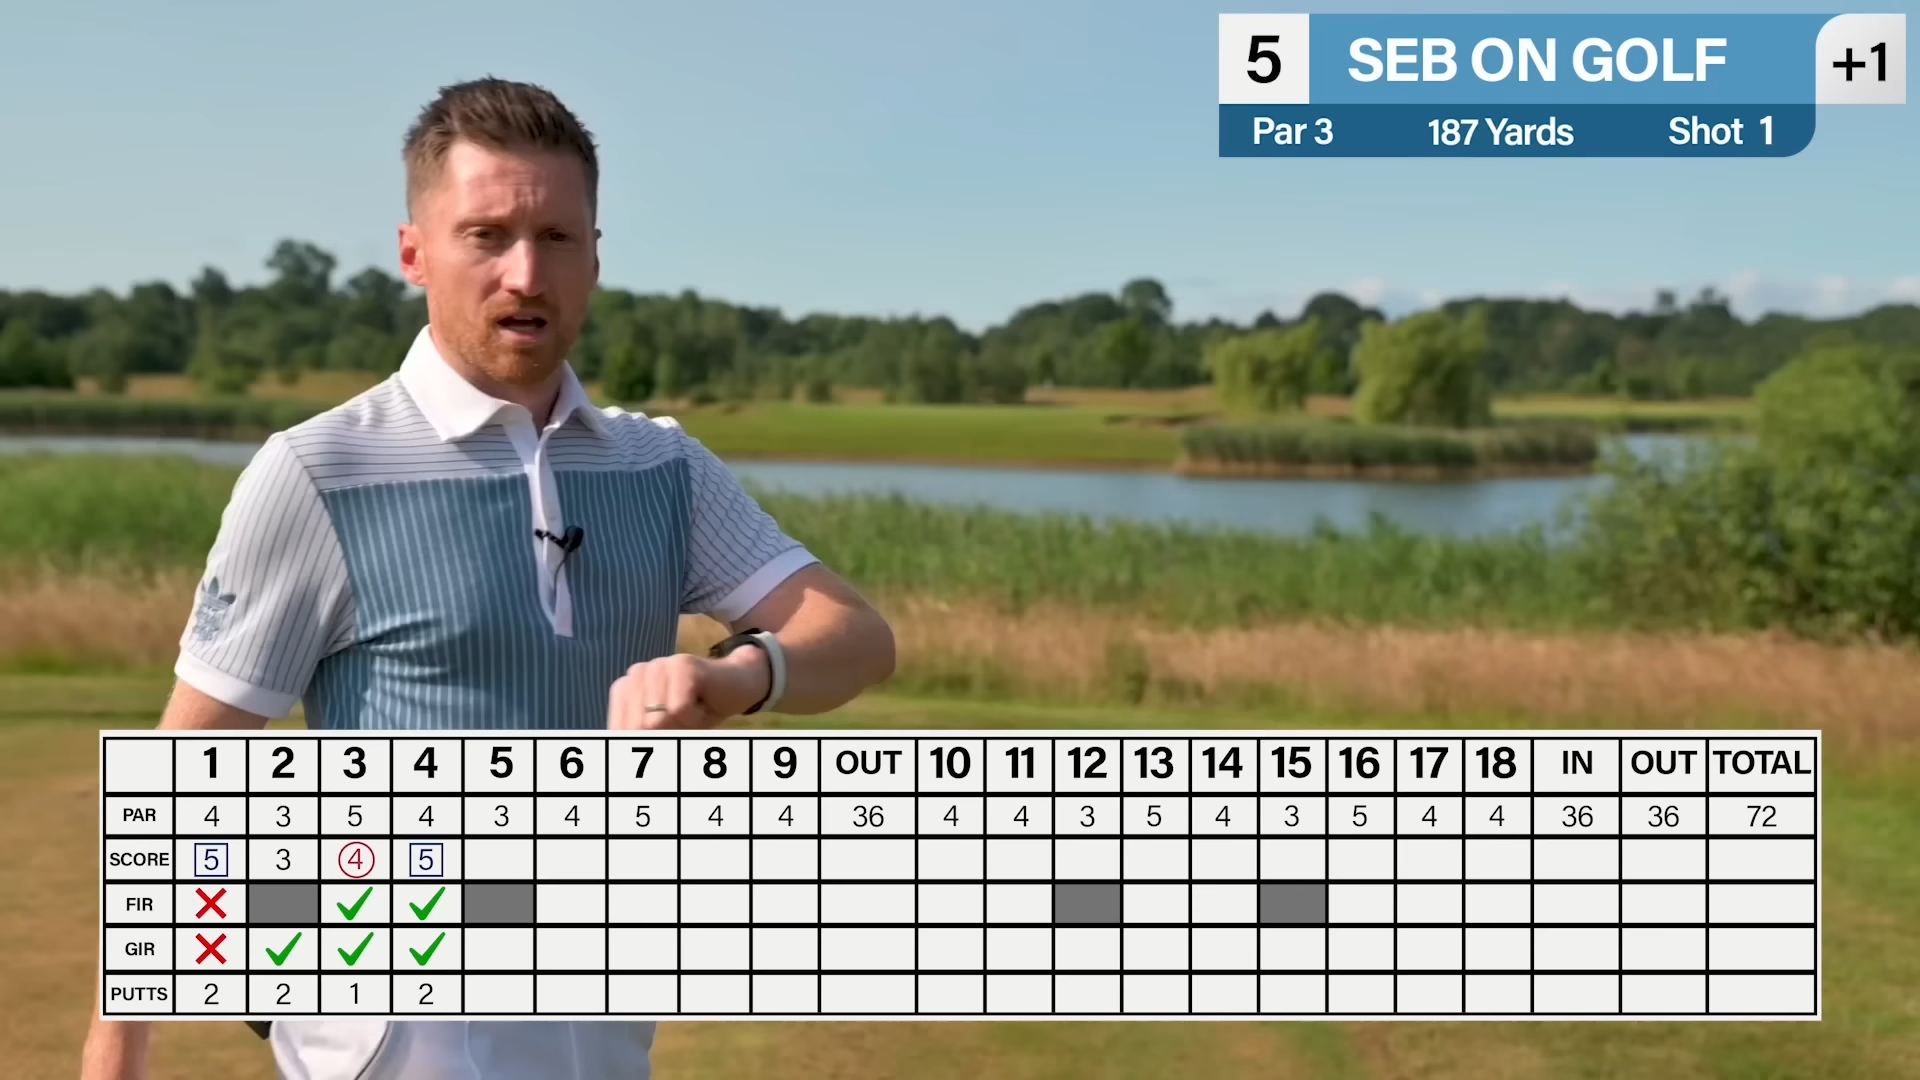 5 SEB ON GOLF +1
Par 3 187 Yards Shot 1
1 2 3 4 5 6 7 8 9 OUT 10 11 12 13 14 15 16 17 18 IN OUT TOTAL
PAR 4 3 5 4 3 4 5 4 4 36 4 4 3 5 4 3 5 4 4 36 36 72
SCORE 5 3 4 5
FIR
GIR
PUTTS 2 2 1 2